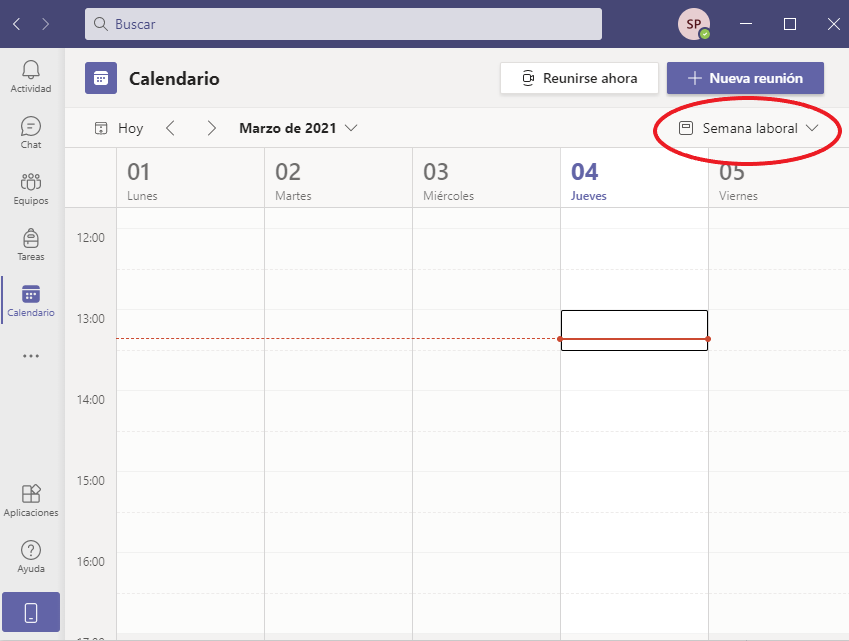 Buscar
SP
Actividad
Chat
Equipos
Tareas
Calendario
Aplicaciones
Ayuda
Calendario
Reunirse ahora
Nueva reunión
Hoy
Marzo de 2021
Semana laboral
01
Lunes
02
Martes
03
Miércoles
04
Jueves
05
Viernes
12:00
13:00
14:00
15:00
16:00